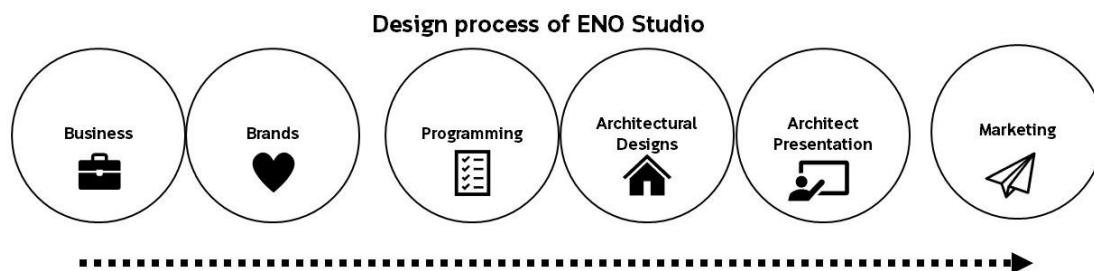 Design process of ENO Studio
Business
Brands
Programming
Architectural
Designs
Architect
Presentation
Marketing